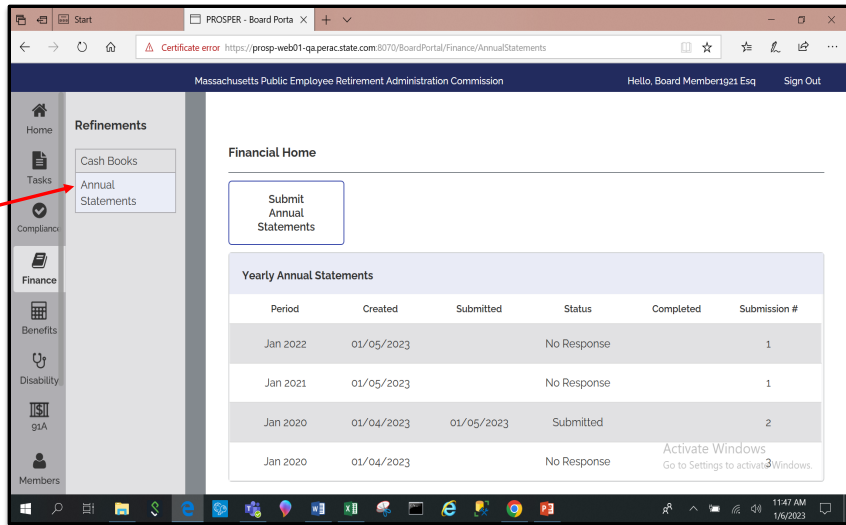 Start
PROSPER - Board Porta
Certificate error https://prosp-web01-qa.perac.state.com:8070/BoardPortal/Finance/AnnualStatements
Massachusetts Public Employee Retirement Administration Commission Hello, Board Member1921 Esq Sign Out
Home
Tasks
Compliance
Finance
Benefits
Disability
91A
Members
Refinements
Cash Books
Annual
Statements
Financial Home
Submit
Annual
Statements
Yearly Annual Statements
Period Created Submitted Status Completed Submission #
Jan 2022 01/05/2023 No Response 1
Jan 2021 01/05/2023 No Response 1
Jan 2020 01/04/2023 01/05/2023 Submitted 2
Jan 2020 01/04/2023 No Response 3
Activate Windows
Go to Settings to activate Windows.
11:47 AM
1/6/2023